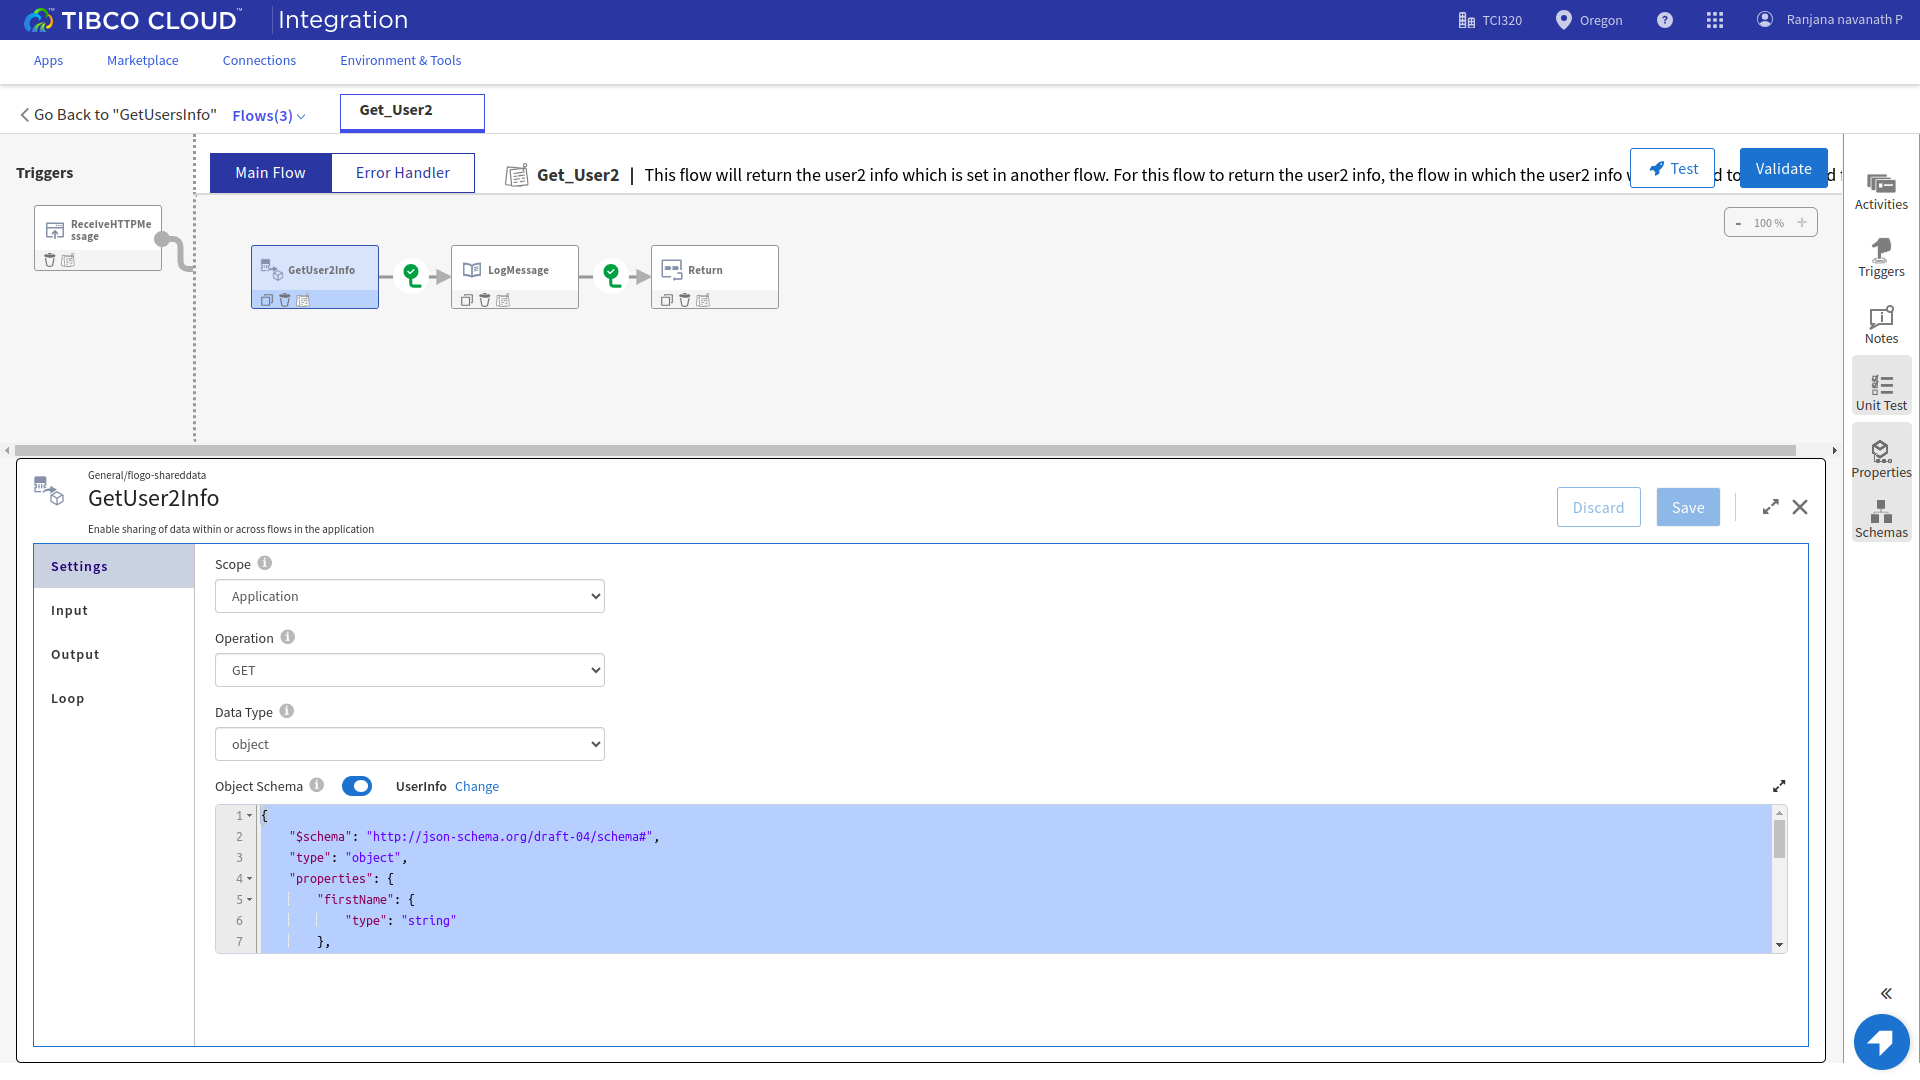 TIBCO CLOUD™ Integration
TCI320
Oregon
?
Ranjana navanath P
Apps
Marketplace
Connections
Environment & Tools
Go Back to "GetUsersInfo"
Flows(3)
Get_User2
Triggers
Main Flow
Error Handler
Get_User2 | This flow will return the user2 info which is set in another flow. For this flow to return the user2 info, the flow in which the user2 info
Test
Validate
- 100 % +
ReceiveHTTPMe
ssage
GetUser2Info
LogMessage
Return
Activities
Triggers
Notes
Unit Test
Properties
Schemas
General/flogo-shareddata
GetUser2Info
Enable sharing of data within or across flows in the application
Discard
Save
Settings
Input
Output
Loop
Scope
Application
Operation
GET
Data Type
object
Object Schema
UserInfo Change
1 {
2 "$schema": "http://json-schema.org/draft-04/schema#",
3 "type": "object",
4 "properties": {
5 "firstName": {
6 "type": "string"
7 },